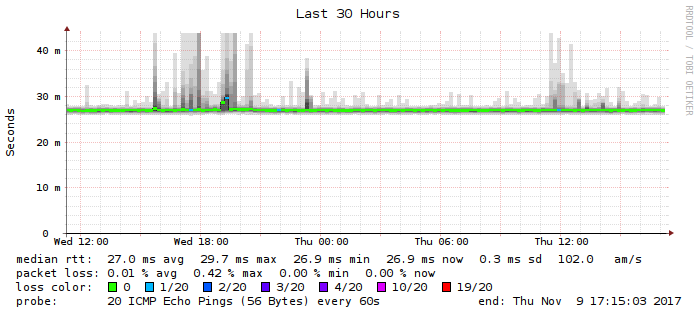 Last 30 Hours
RRDTOOL / TOBI OETIKER
Seconds
40 m
30 m
20 m
10 m
0
Wed 12:00 Wed 18:00 Thu 00:00 Thu 06:00 Thu 12:00
median rtt: 27.0 ms avg 29.7 ms max 26.9 ms min 26.9 ms now 0.3 ms sd 102.0 am/s
packet loss: 0.01 % avg 0.42 % max 0.00 % min 0.00 % now
loss color: 0 1/20 2/20 3/20 4/20 10/20 19/20
probe: 20 ICMP Echo Pings (56 Bytes) every 60s end: Thu Nov 9 17:15:03 2017